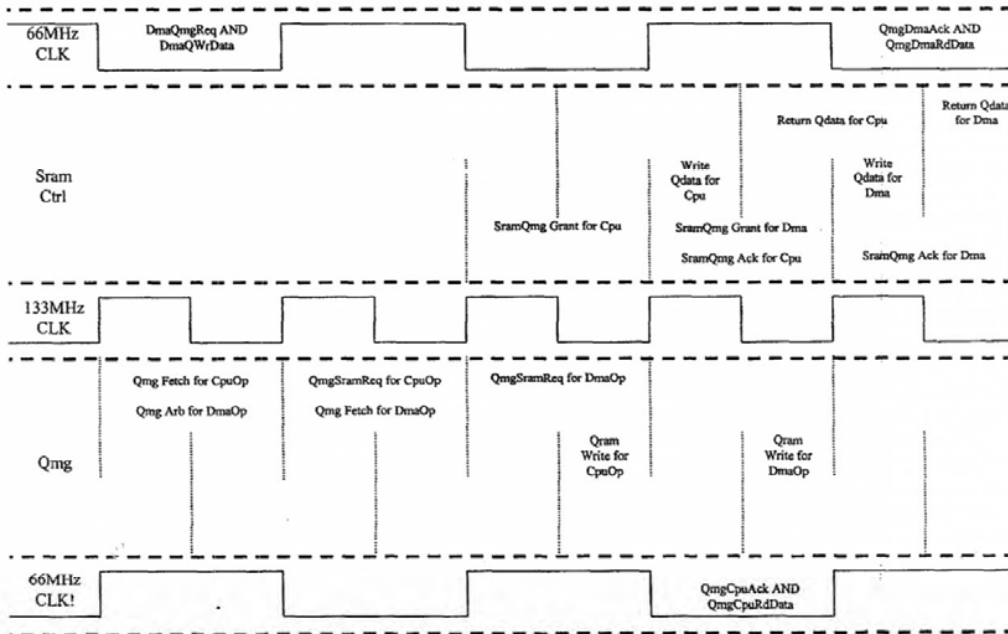 66MHz
CLK
DmaQmgReq AND
DmaQWrData
QmgDmaAck AND
QmgDmaRdData
Sram
Ctrl
Return Qdata for Cpu
Return Qdata
for Dma
Write
Qdata for
Cpu
Write
Qdata for
Dma
SramQmg Grant for Cpu
SramQmg Grant for Dma
SramQmg Ack for Cpu
SramQmg Ack for Dma
133MHz
CLK
Qmg
Qmg Fetch for CpuOp
Qmg Arb for DmaOp
QmgSramReq for CpuOp
Qmg Fetch for DmaOp
QmgSramReq for DmaOp
Qram
Write for
CpuOp
Qram
Write for
DmaOp
66MHz
CLK!
QmgCpuAck AND
QmgCpuRdData